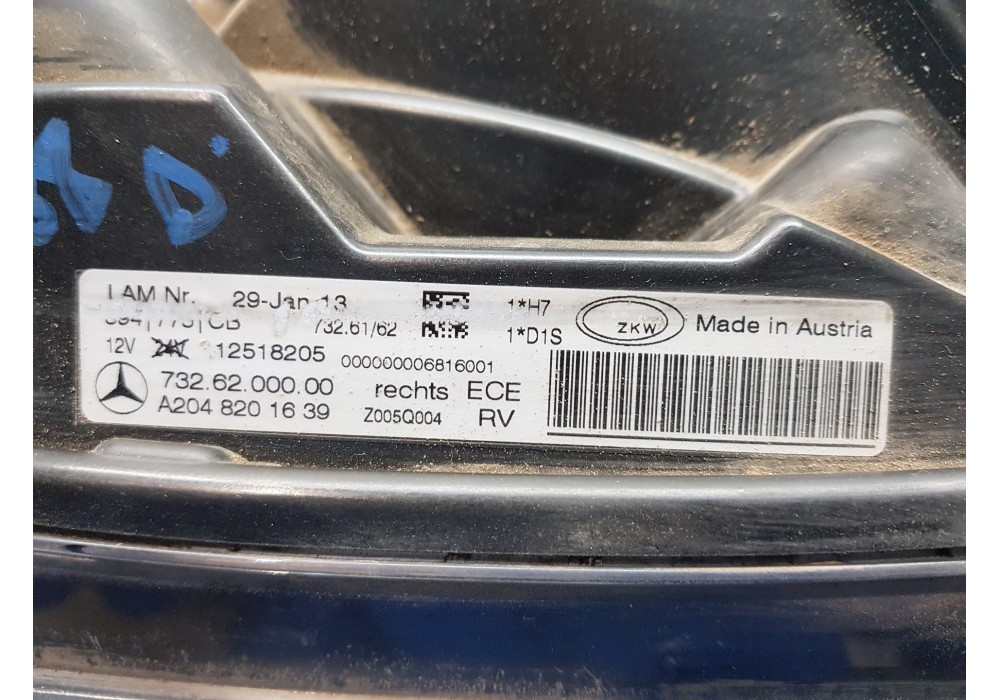 D.
LAM Nr. 29-Jan-13 1*H7 ZKW Made in Austria
732.61/62 1*D1S
12V 24V 12518205 000000006816001
732.62.000.00 rechts ECE
A204 820 16 39 Z005Q004 RV